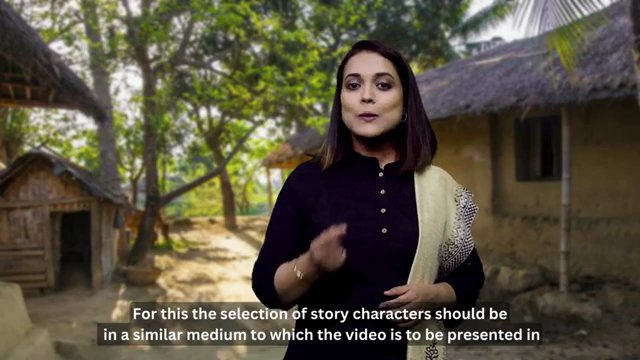 For this the selection of story characters should be
in a similar medium to which the video is to be presented in